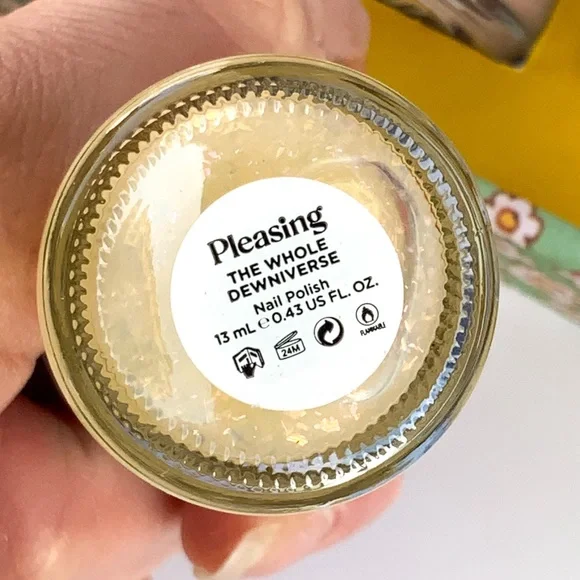 Pleasing
THE WHOLE
DEWNIVERSE
Nail Polish
13 mL ℮ 0.43 US FL. OZ.
24M
FLAMMABLE